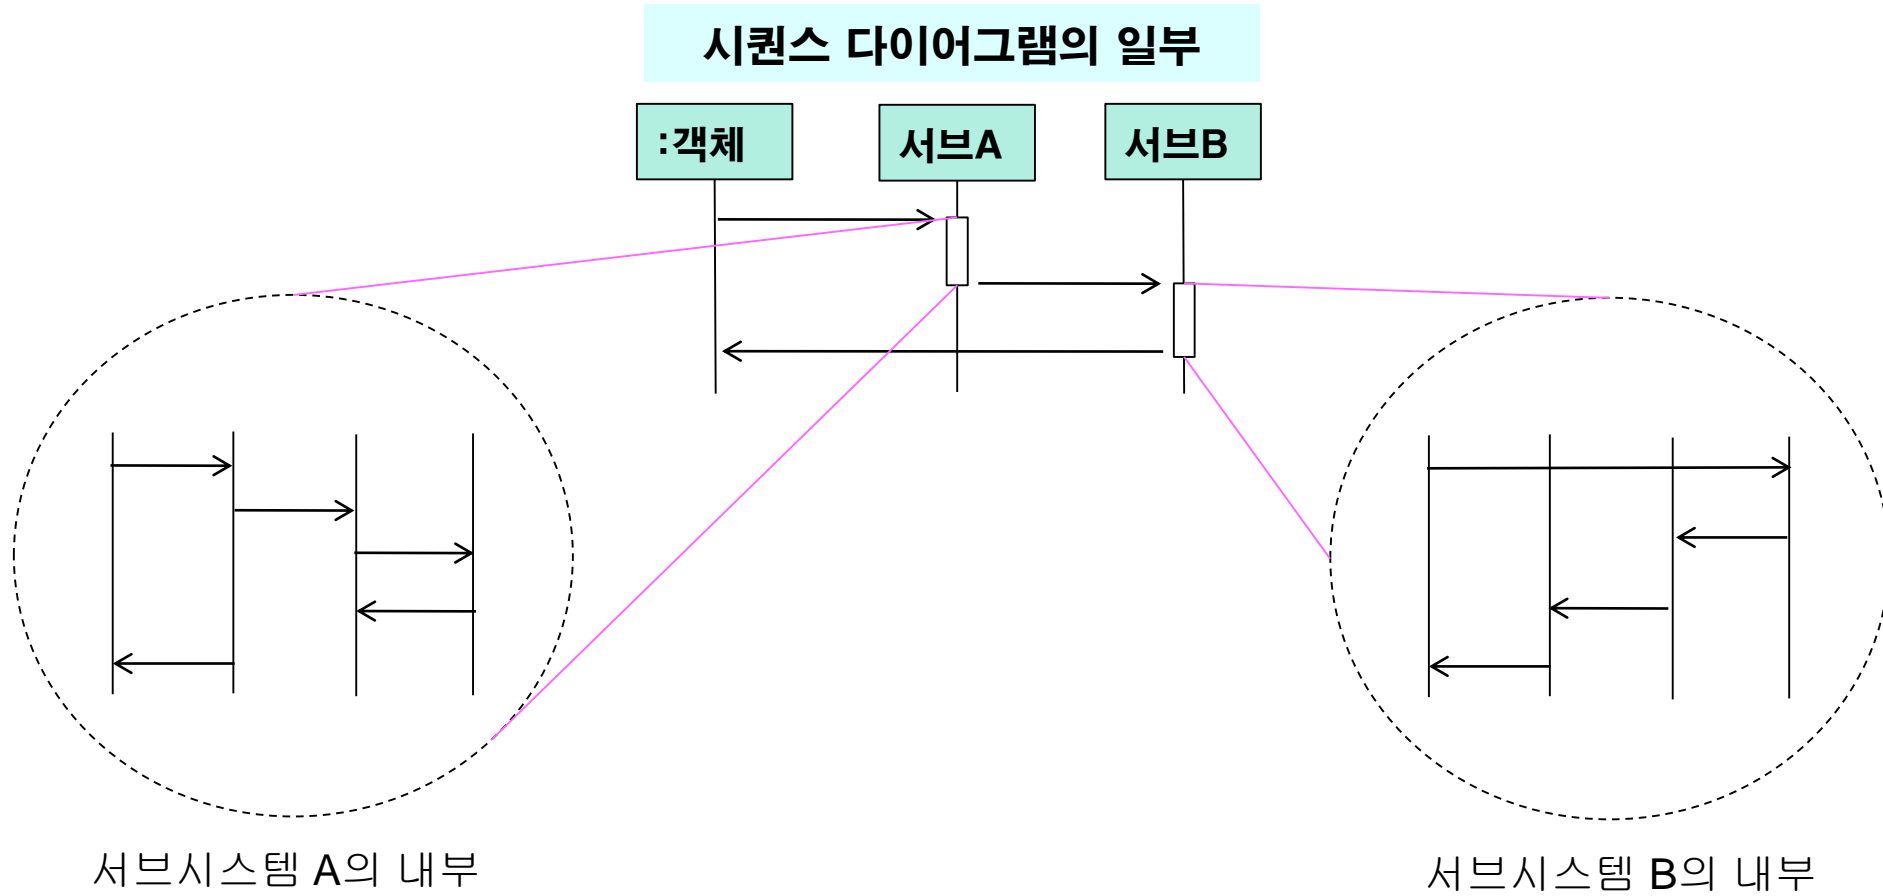 시퀀스 다이어그램의 일부
:객체
서브A
서브B
서브시스템 A의 내부
서브시스템 B의 내부